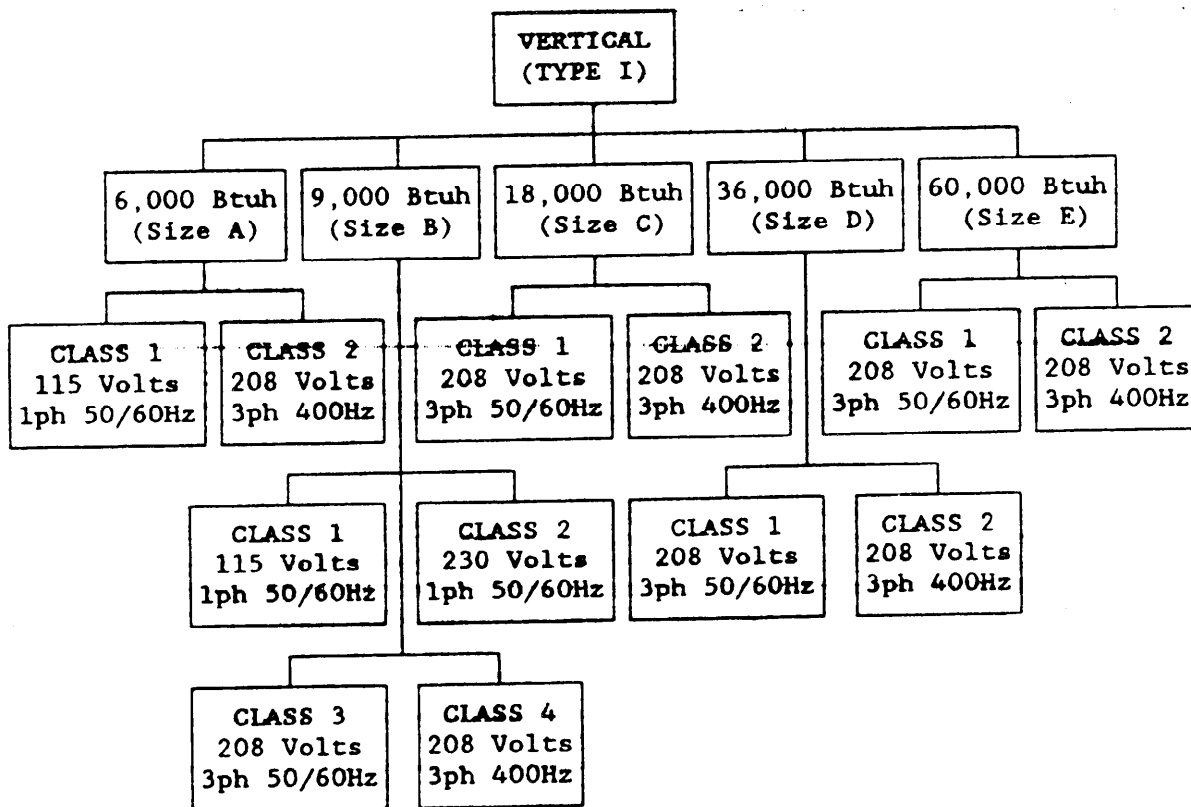 VERTICAL
(TYPE I)
6,000 Btuh
(Size A)
9,000 Btuh
(Size B)
18,000 Btuh
(Size C)
36,000 Btuh
(Size D)
60,000 Btuh
(Size E)
CLASS 1
115 Volts
1ph 50/60Hz
CLASS 2
208 Volts
3ph 400Hz
CLASS 1
208 Volts
3ph 50/60Hz
CLASS 2
208 Volts
3ph 400Hz
CLASS 1
208 Volts
3ph 50/60Hz
CLASS 2
208 Volts
3ph 400Hz
CLASS 1
115 Volts
1ph 50/60Hz
CLASS 2
230 Volts
1ph 50/60Hz
CLASS 1
208 Volts
3ph 50/60Hz
CLASS 2
208 Volts
3ph 400Hz
CLASS 3
208 Volts
3ph 50/60Hz
CLASS 4
208 Volts
3ph 400Hz